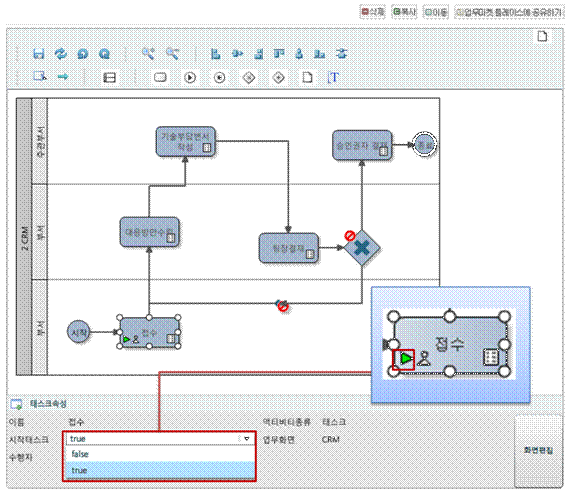 삭제 복사 이동 업무마켓 플레이스에 공유하기
T
2 CRM
주관부서
부서
부서
기술부답변서
작성
승인권자 결재
종료
대응방안수립
팀장결재
시작
접수
접수
태스크속성
이름 접수 액티비티종류 태스크
시작태스크 true 업무화면 CRM
수행자 false
true
화면편집